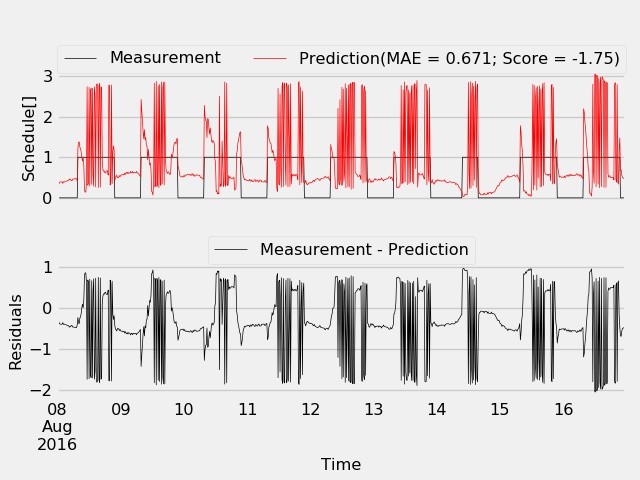 Measurement
Prediction(MAE = 0.671; Score = -1.75)
Schedule[]
3
2
1
0
Measurement - Prediction
Residuals
1
0
−1
−2
08 09 10 11 12 13 14 15 16
Aug
2016
Time